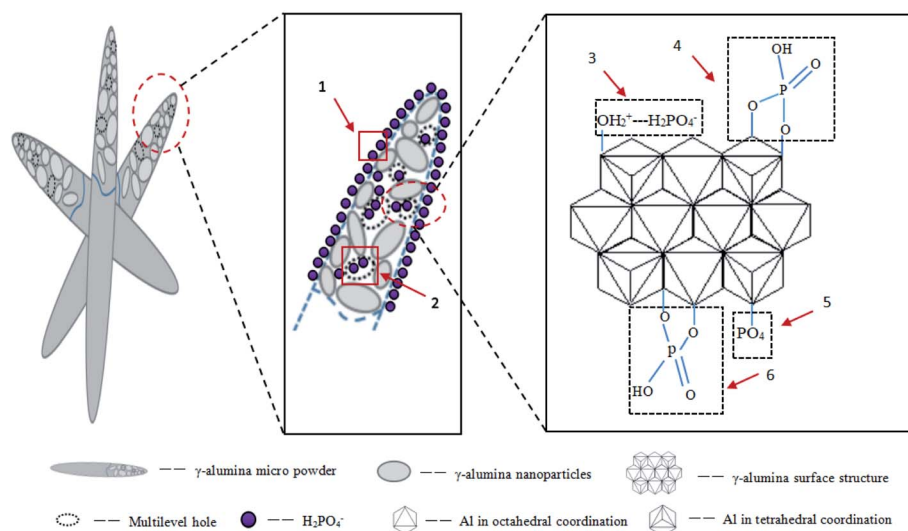 1
2
3
4
OH
O
P
O
O
OH₂⁺---H₂PO₄⁻
O
O
p
HO
O
PO₄
5
6
—— γ-alumina micro powder
—— γ-alumina nanoparticles
—— γ-alumina surface structure
—— Multilevel hole
—— H₂PO₄⁻
—— Al in octahedral coordination
—— Al in tetrahedral coordination